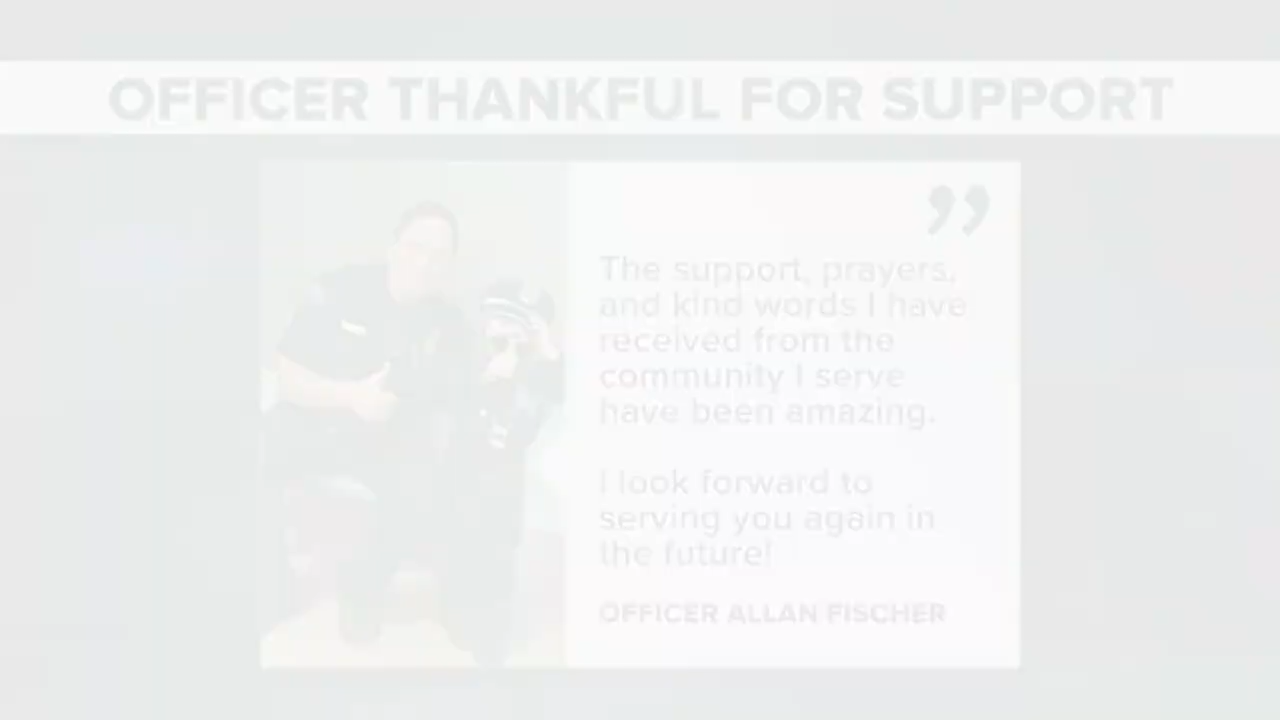 OFFICER THANKFUL FOR SUPPORT
”
The support, prayers,
and kind words I have
received from the
community I serve
have been amazing.
I look forward to
serving you again in
the future!
OFFICER ALLAN FISCHER